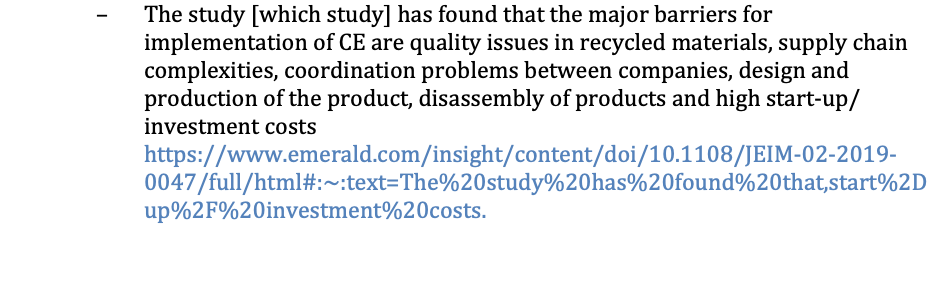 – The study [which study] has found that the major barriers for
implementation of CE are quality issues in recycled materials, supply chain
complexities, coordination problems between companies, design and
production of the product, disassembly of products and high start-up/
investment costs
https://www.emerald.com/insight/content/doi/10.1108/JEIM-02-2019-
0047/full/html#:~:text=The%20study%20has%20found%20that,start%2D
up%2F%20investment%20costs.